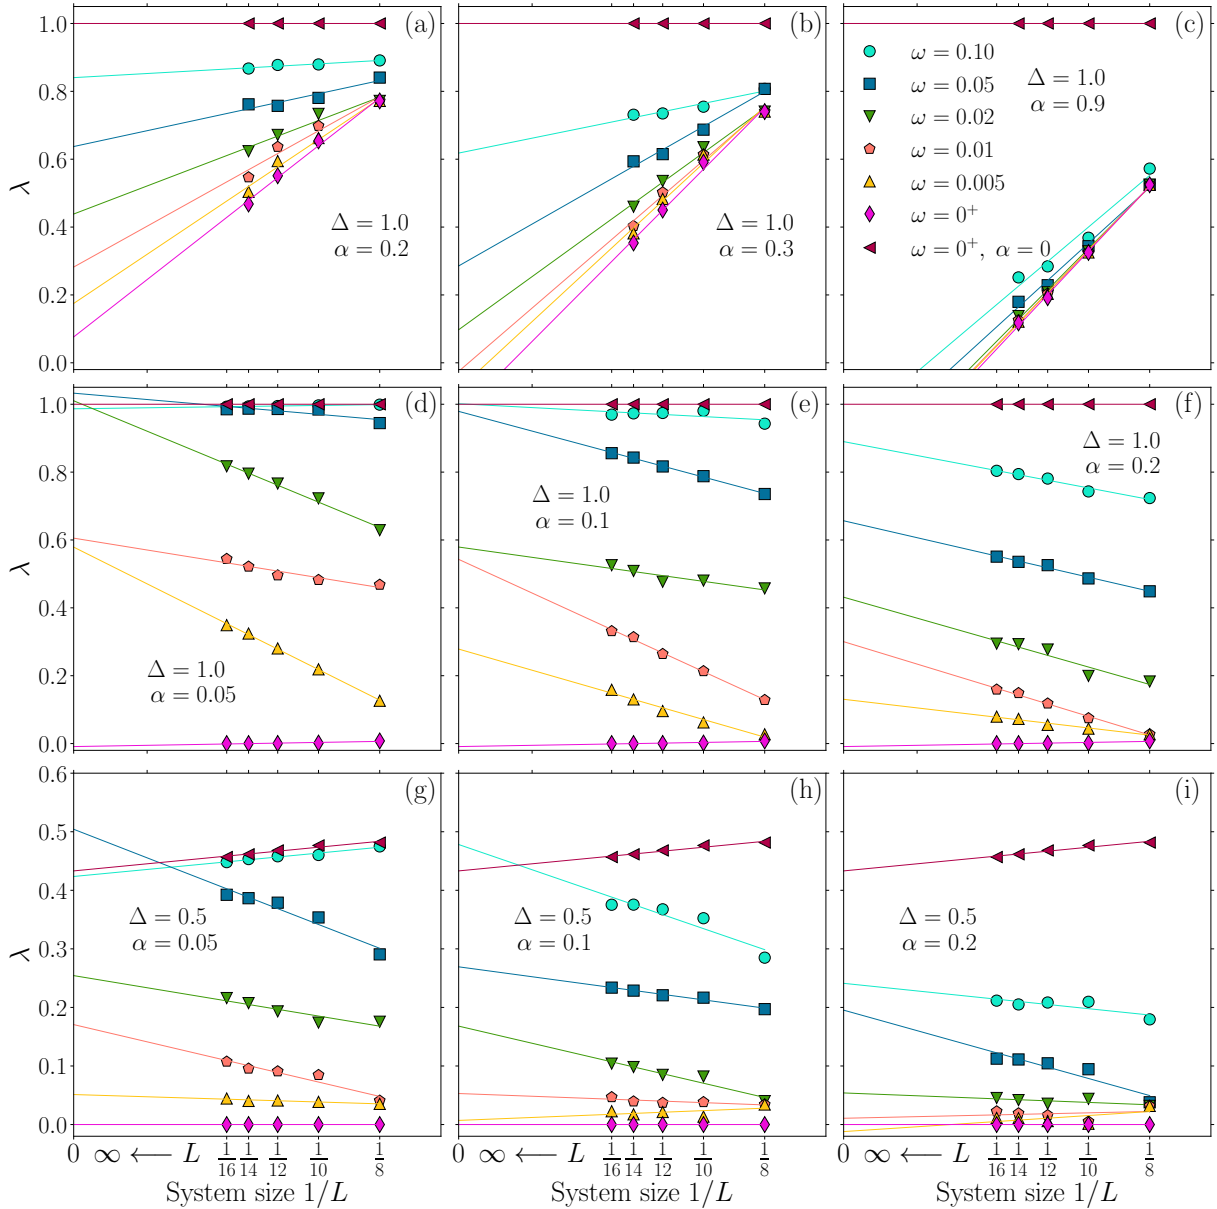 1.0
0.8
0.6
0.4
0.2
0.0
λ
(a)
Δ = 1.0
α = 0.2
(b)
Δ = 1.0
α = 0.3
(c)
ω = 0.10
ω = 0.05
ω = 0.02
ω = 0.01
ω = 0.005
ω = 0⁺
ω = 0⁺, α = 0
Δ = 1.0
α = 0.9
1.0
0.8
0.6
0.4
0.2
0.0
λ
(d)
Δ = 1.0
α = 0.05
(e)
Δ = 1.0
α = 0.1
(f)
Δ = 1.0
α = 0.2
0.6
0.5
0.4
0.3
0.2
0.1
0.0
λ
(g)
Δ = 0.5
α = 0.05
(h)
Δ = 0.5
α = 0.1
(i)
Δ = 0.5
α = 0.2
0 ∞ ⟵ L 1/16 1/14 1/12 1/10 1/8
System size 1/L
0 ∞ ⟵ L 1/16 1/14 1/12 1/10 1/8
System size 1/L
0 ∞ ⟵ L 1/16 1/14 1/12 1/10 1/8
System size 1/L